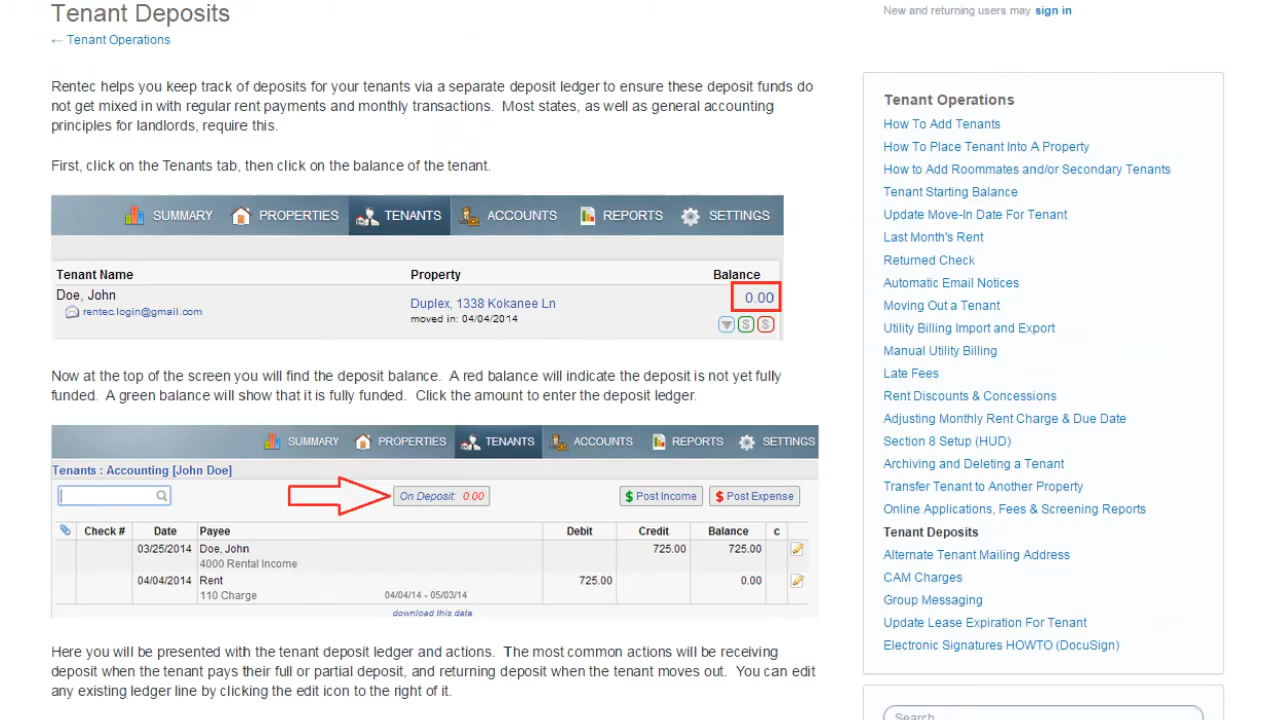 Tenant Deposits
← Tenant Operations
New and returning users may sign in
Rentec helps you keep track of deposits for your tenants via a separate deposit ledger to ensure these deposit funds do
not get mixed in with regular rent payments and monthly transactions.  Most states, as well as general accounting
principles for landlords, require this.
First, click on the Tenants tab, then click on the balance of the tenant.
SUMMARY PROPERTIES TENANTS ACCOUNTS REPORTS SETTINGS
Tenant Name Property Balance
Doe, John Duplex, 1338 Kokanee Ln 0.00
rentec.login@gmail.com moved in: 04/04/2014
$ $
Now at the top of the screen you will find the deposit balance.  A red balance will indicate the deposit is not yet fully
funded.  A green balance will show that it is fully funded.  Click the amount to enter the deposit ledger.
SUMMARY PROPERTIES TENANTS ACCOUNTS REPORTS SETTINGS
Tenants : Accounting [John Doe]
On Deposit: 0.00 $ Post Income $ Post Expense
Check # Date Payee Debit Credit Balance c
03/25/2014 Doe, John 725.00 725.00
4000 Rental Income
04/04/2014 Rent 725.00 0.00
110 Charge 04/04/14 - 05/03/14
download this data
Here you will be presented with the tenant deposit ledger and actions.  The most common actions will be receiving
deposit when the tenant pays their full or partial deposit, and returning deposit when the tenant moves out.  You can edit
any existing ledger line by clicking the edit icon to the right of it.
Tenant Operations
How To Add Tenants
How To Place Tenant Into A Property
How to Add Roommates and/or Secondary Tenants
Tenant Starting Balance
Update Move-In Date For Tenant
Last Month's Rent
Returned Check
Automatic Email Notices
Moving Out a Tenant
Utility Billing Import and Export
Manual Utility Billing
Late Fees
Rent Discounts & Concessions
Adjusting Monthly Rent Charge & Due Date
Section 8 Setup (HUD)
Archiving and Deleting a Tenant
Transfer Tenant to Another Property
Online Applications, Fees & Screening Reports
Tenant Deposits
Alternate Tenant Mailing Address
CAM Charges
Group Messaging
Update Lease Expiration For Tenant
Electronic Signatures HOWTO (DocuSign)
Search